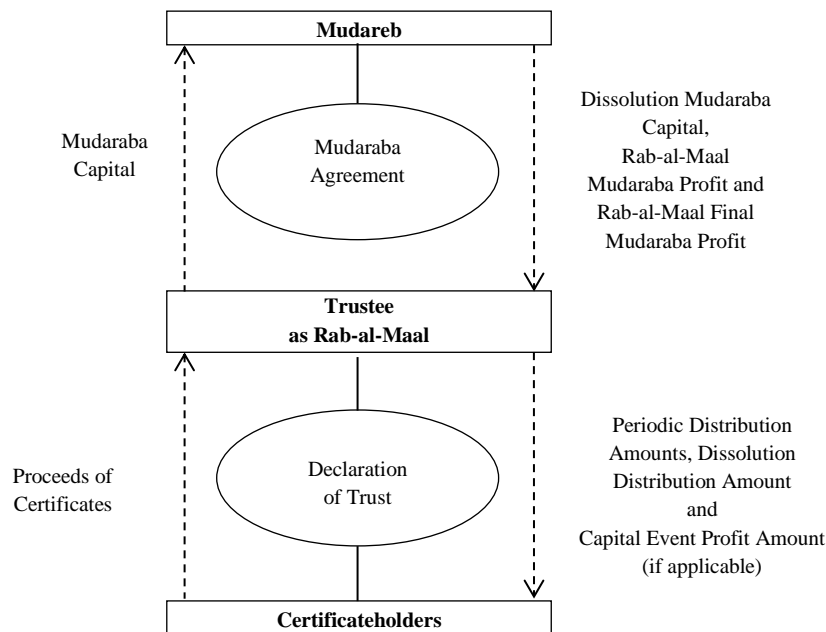 Mudareb
Mudaraba
Capital
Mudaraba
Agreement
Dissolution Mudaraba
Capital,
Rab-al-Maal
Mudaraba Profit and
Rab-al-Maal Final
Mudaraba Profit
Trustee
as Rab-al-Maal
Proceeds of
Certificates
Declaration
of Trust
Periodic Distribution
Amounts, Dissolution
Distribution Amount
and
Capital Event Profit Amount
(if applicable)
Certificateholders